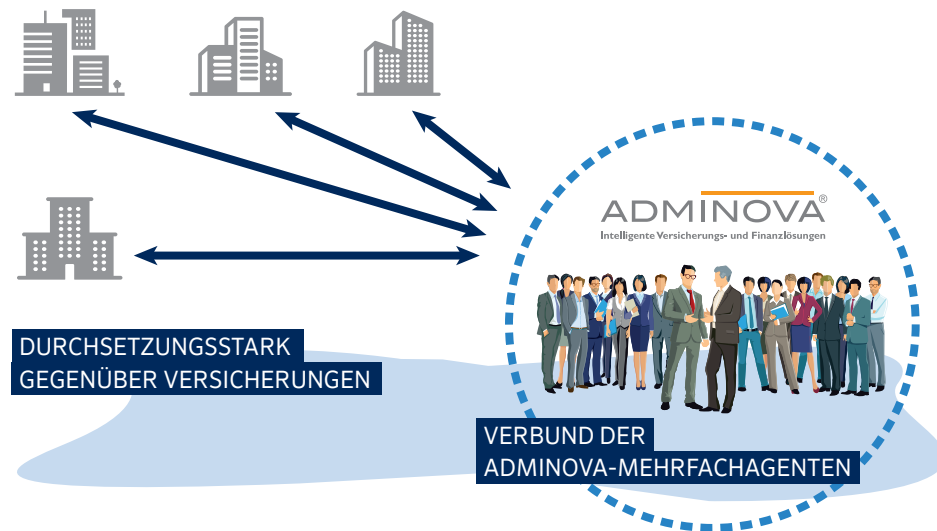 ADMINOVA®
Intelligente Versicherungs- und Finanzlösungen
DURCHSETZUNGSSTARK
GEGENÜBER VERSICHERUNGEN
VERBUND DER
ADMINOVA-MEHRFACHAGENTEN